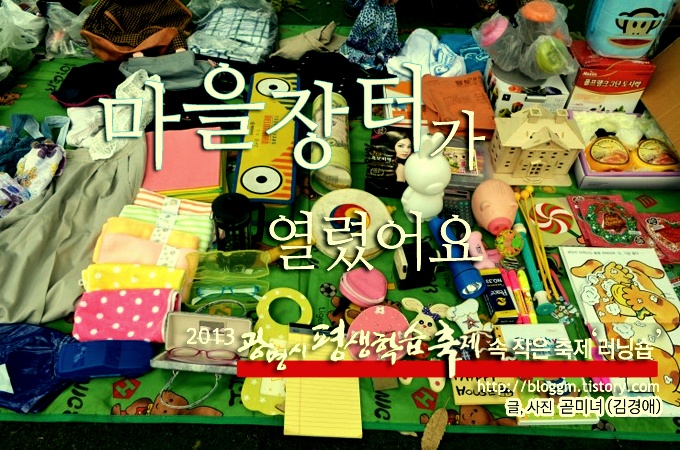 마을장터가
열렸어요
2013 광명시 평생학습 축제 속 작은 축제 '러닝숍'
http://bloggin.tistory.com
글, 사진 곧미녀 (김경애)